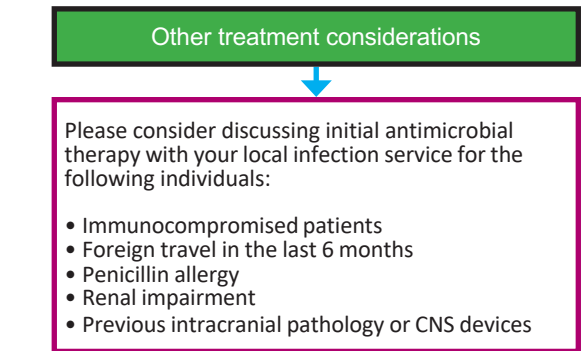 Other treatment considerations
Please consider discussing initial antimicrobial
therapy with your local infection service for the
following individuals:
• Immunocompromised patients
• Foreign travel in the last 6 months
• Penicillin allergy
• Renal impairment
• Previous intracranial pathology or CNS devices